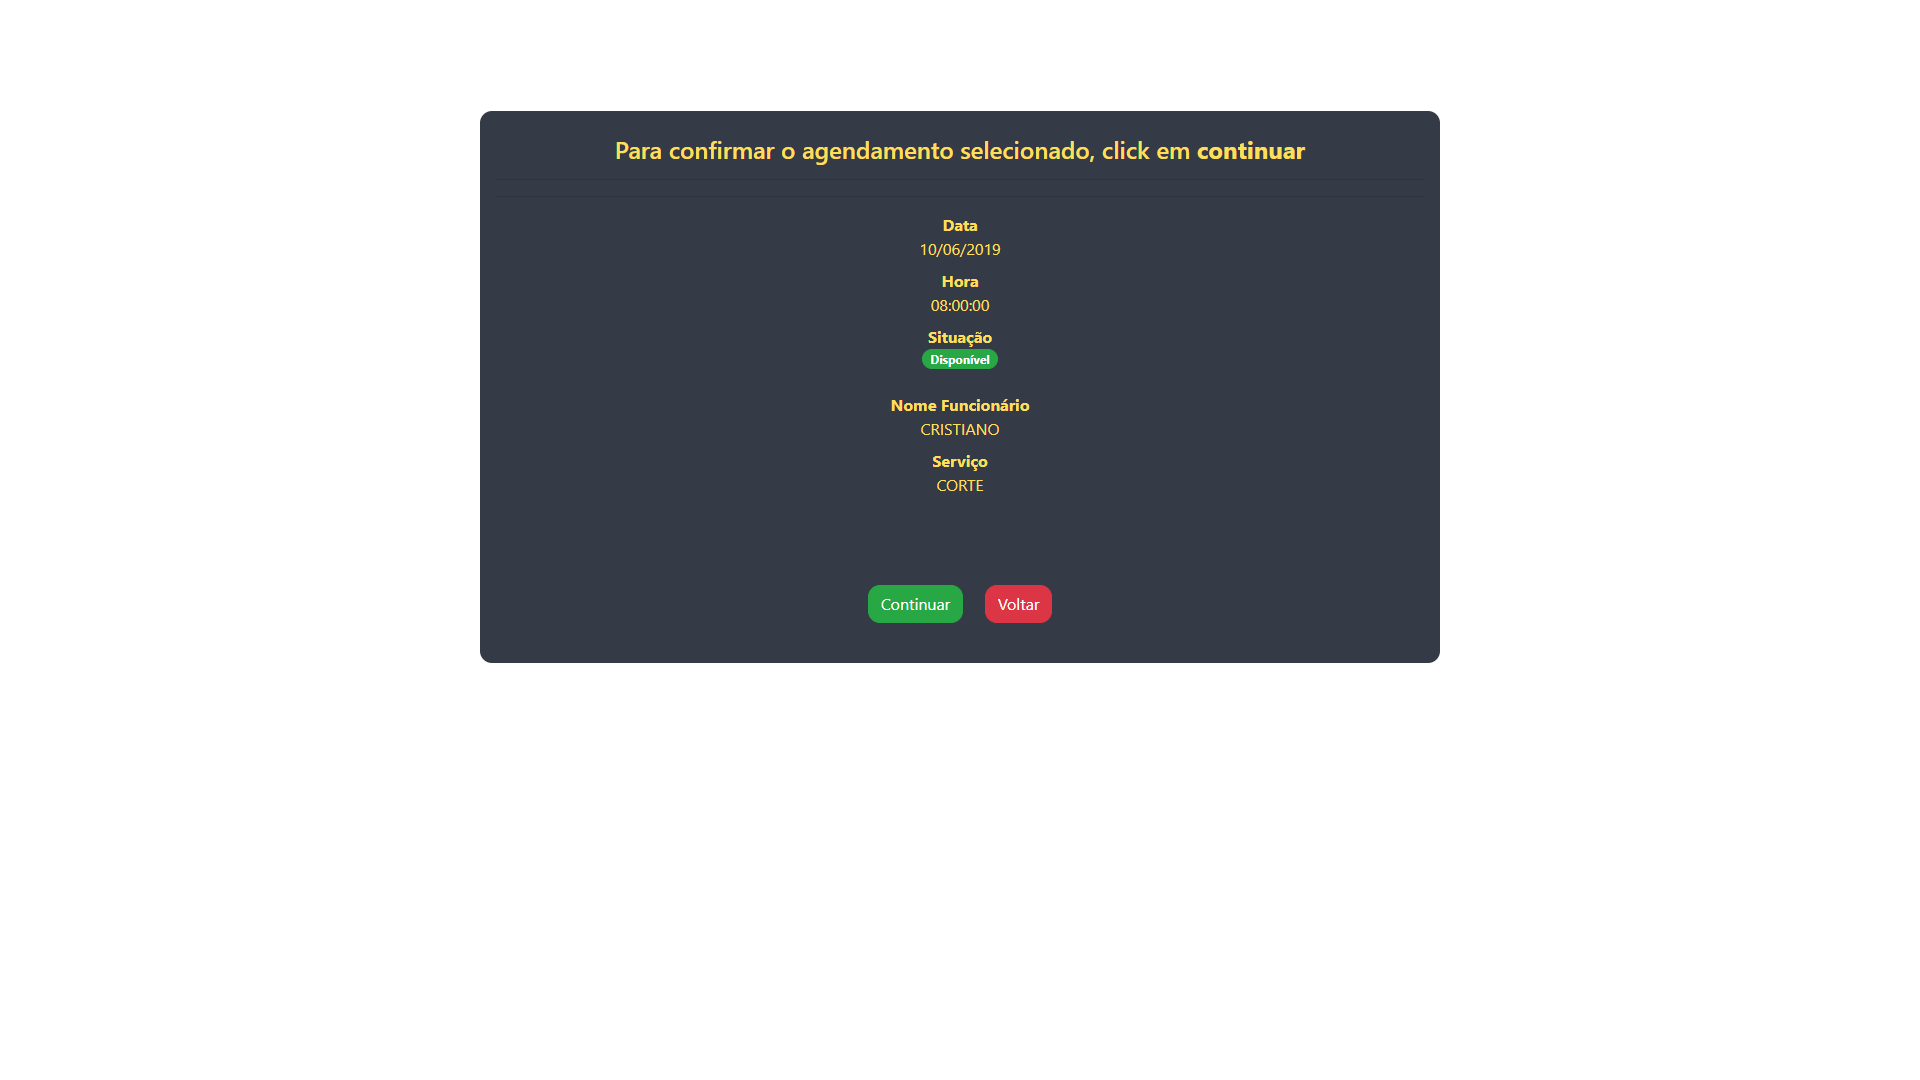 Para confirmar o agendamento selecionado, click em continuar
Data
10/06/2019
Hora
08:00:00
Situação
Disponível
Nome Funcionário
CRISTIANO
Serviço
CORTE
Continuar
Voltar